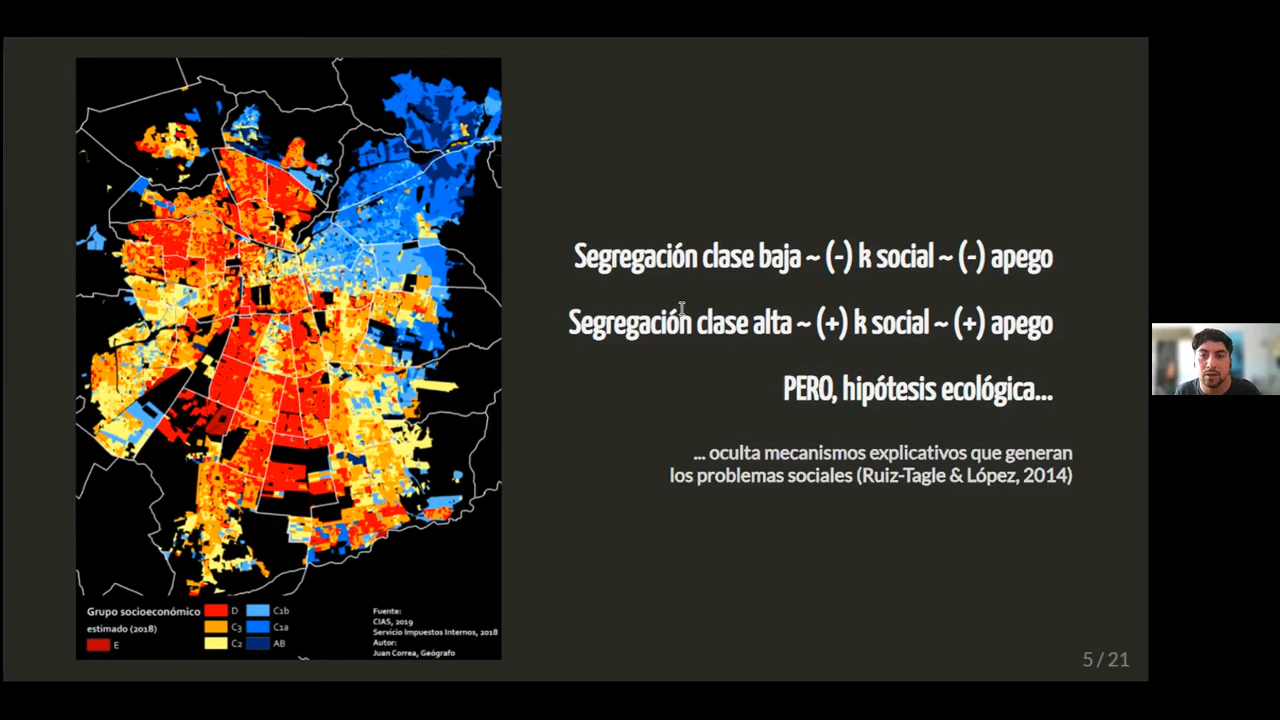 Segregación clase baja ~ (-) k social ~ (-) apego
Segregación clase alta ~ (+) k social ~ (+) apego
PERO, hipótesis ecológica...
... oculta mecanismos explicativos que generan
los problemas sociales (Ruiz-Tagle & López, 2014)
Grupo socioeconómico
estimado (2018)
E
D
C3
C2
C1b
C1a
AB
Fuente:
CIAS, 2019
Servicio Impuestos Internos, 2018
Autor:
Juan Correa, Geógrafo
5 / 21